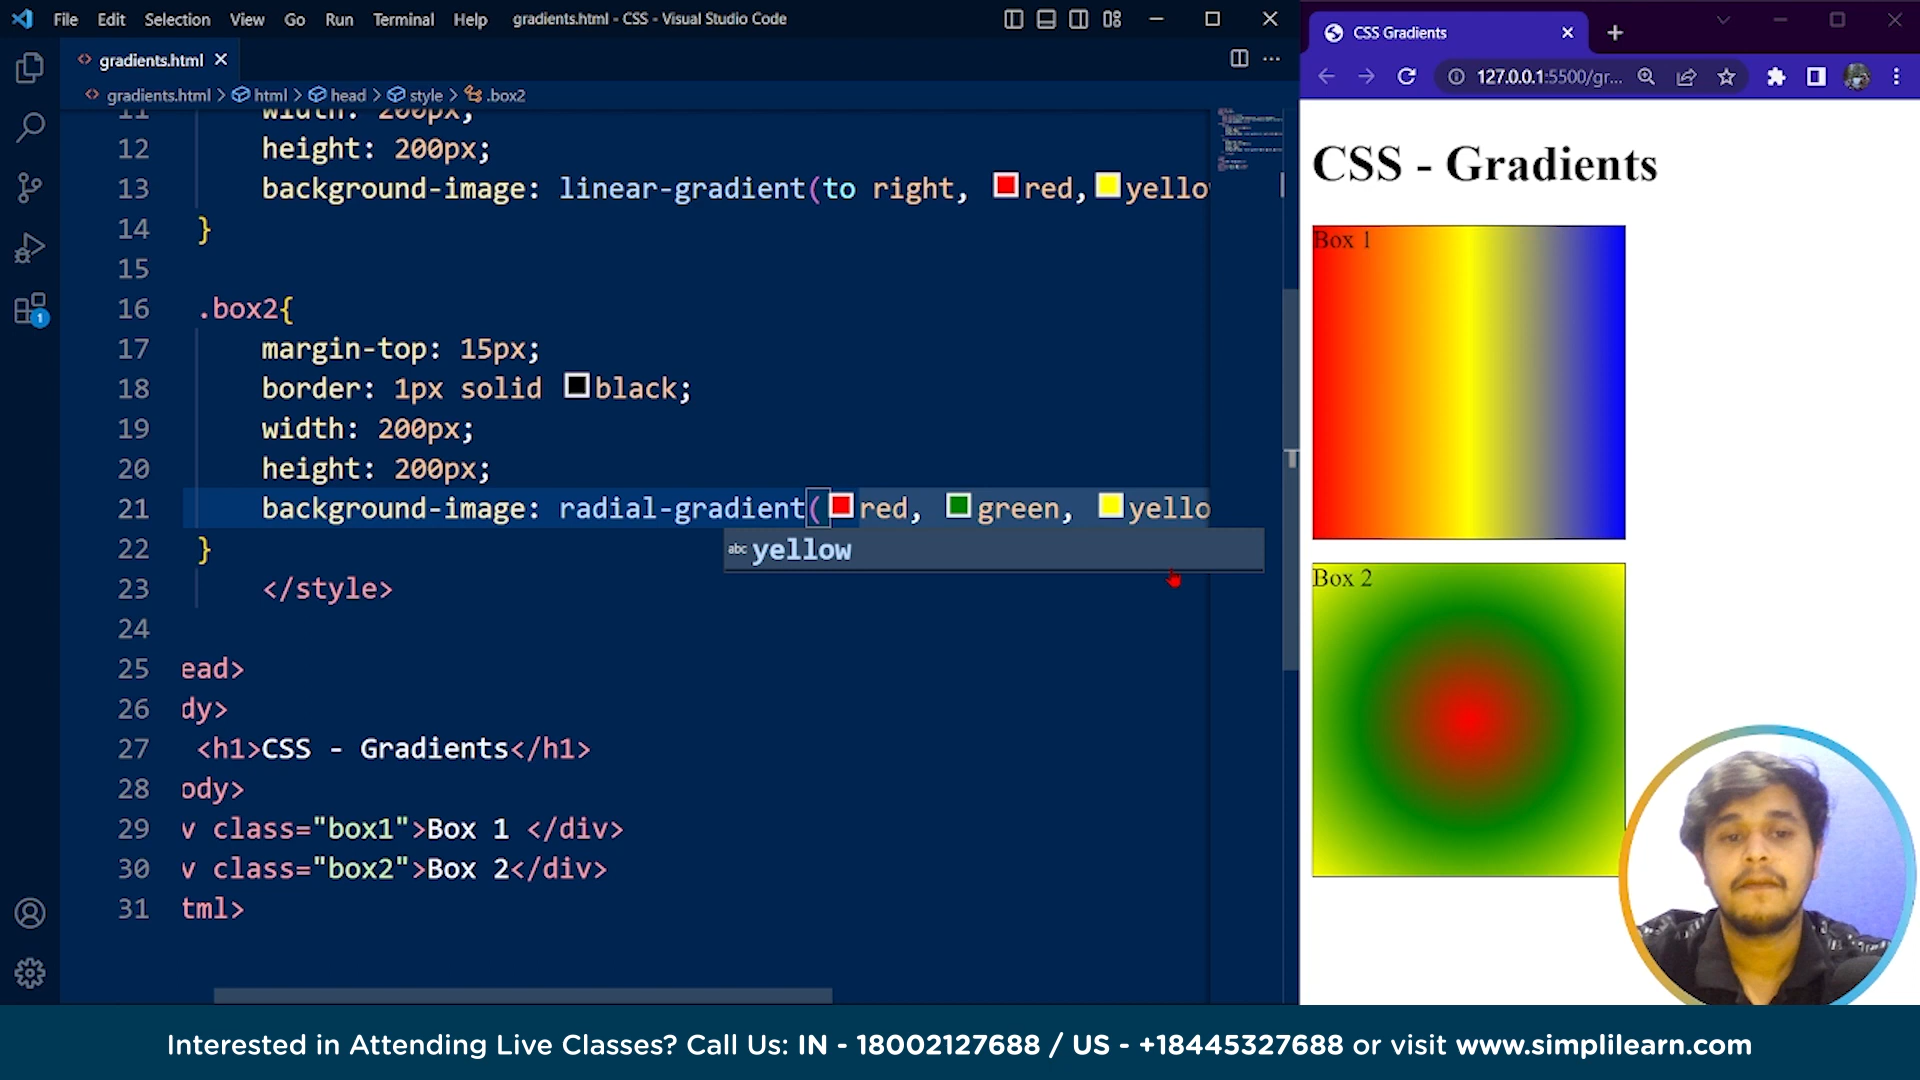 File Edit Selection View Go Run Terminal Help gradients.html - CSS - Visual Studio Code
gradients.html
gradients.html > html > head > style > .box2
11 width: 200px;
12 height: 200px;
13 background-image: linear-gradient(to right, red,yello
14 }
15
16 .box2{
17 margin-top: 15px;
18 border: 1px solid black;
19 width: 200px;
20 height: 200px;
21 background-image: radial-gradient(red, green, yello
abc yellow
22 }
23 </style>
24
25 ead>
26 dy>
27 <h1>CSS - Gradients</h1>
28 ody>
29 v class="box1">Box 1 </div>
30 v class="box2">Box 2</div>
31 tml>
1
CSS Gradients
127.0.0.1:5500/gr...
CSS - Gradients
Box 1
Box 2
Interested in Attending Live Classes? Call Us: IN - 18002127688 / US - +18445327688 or visit www.simplilearn.com